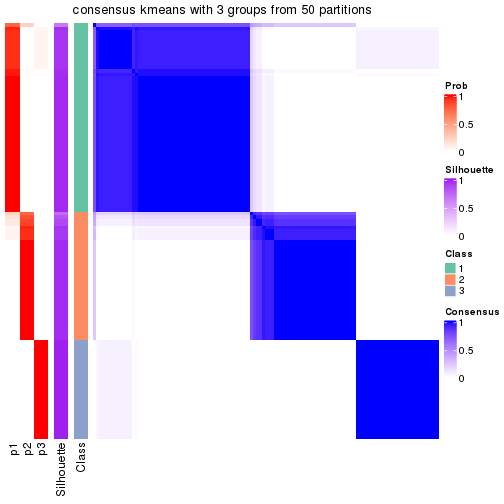 consensus kmeans with 3 groups from 50 partitions
Prob
1
0.5
0
Silhouette
1
0.5
0
Class
1
2
3
Consensus
1
0.5
0
p1
p2
p3
Silhouette
Class